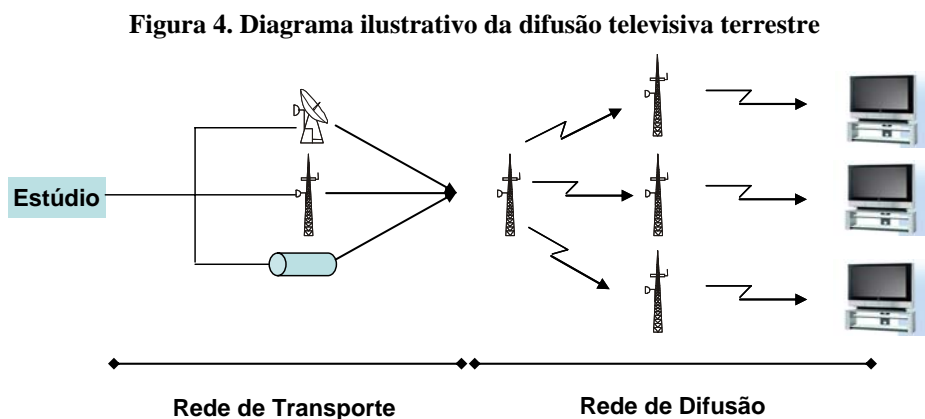 Figura 4. Diagrama ilustrativo da difusão televisiva terrestre
Estúdio
Rede de Transporte
Rede de Difusão